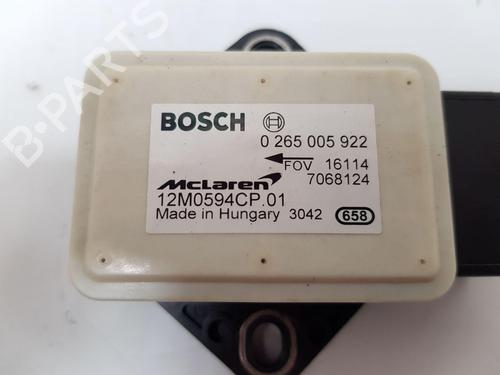 BOSCH
0 265 005 922
FOV 16114
McLaren 7068124
12M0594CP.01
Made in Hungary 3042 658
B-PARTS